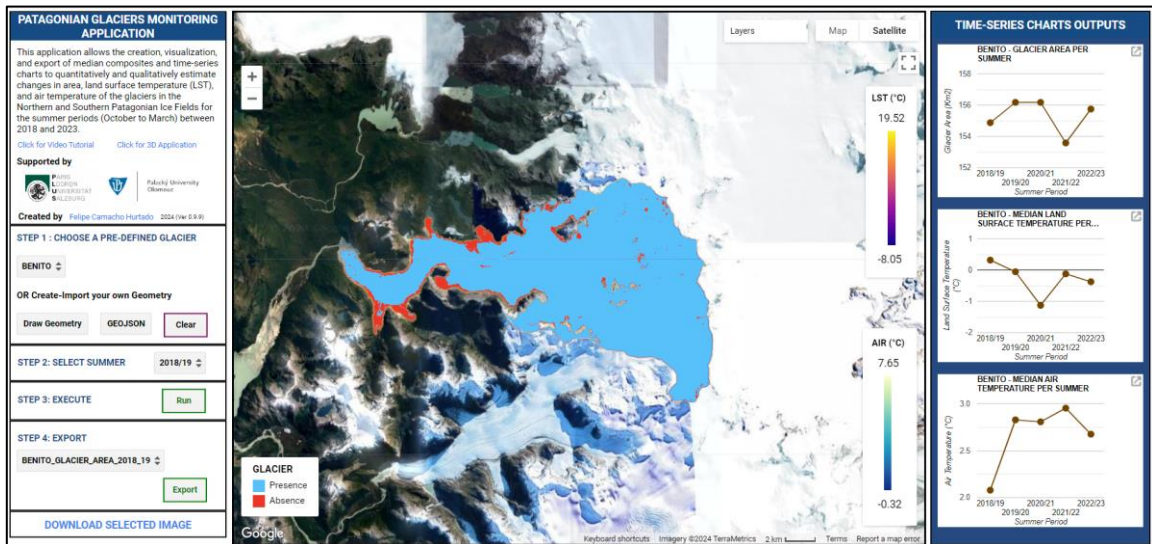 PATAGONIAN GLACIERS MONITORING
APPLICATION
This application allows the creation, visualization,
and export of median composites and time-series
charts to quantitatively and qualitatively estimate
changes in area, land surface temperature (LST),
and air temperature of the glaciers in the
Northern and Southern Patagonian Ice Fields for
the summer periods (October to March) between
2018 and 2023.
Click for Video Tutorial Click for 3D Application
Supported by
PARIS
LODRON
UNIVERSITÄT
SALZBURG
Palacký University
Olomouc
Created by Felipe Camacho Hurtado 2024 (Ver 0.9.9)
STEP 1 : CHOOSE A PRE-DEFINED GLACIER
BENITO
OR Create-Import your own Geometry
Draw Geometry GEOJSON Clear
STEP 2: SELECT SUMMER 2018/19
STEP 3: EXECUTE Run
STEP 4: EXPORT
BENITO_GLACIER_AREA_2018_19
Export
DOWNLOAD SELECTED IMAGE
Layers Map Satellite
+
−
LST (°C)
19.52
-8.05
AIR (°C)
7.65
-0.32
GLACIER
Presence
Absence
Google
Keyboard shortcuts Imagery ©2024 TerraMetrics 2 km Terms Report a map error
TIME-SERIES CHARTS OUTPUTS
BENITO - GLACIER AREA PER
SUMMER
Glacier Area (Km2)
158
156
154
152
2018/19 2020/21 2022/23
2019/20 2021/22
Summer Period
BENITO - MEDIAN LAND
SURFACE TEMPERATURE PER...
Land Surface Temperature
(°C)
1
0
-1
-2
2018/19 2020/21 2022/23
2019/20 2021/22
Summer Period
BENITO - MEDIAN AIR
TEMPERATURE PER SUMMER
Air Temperature (°C)
3.0
2.5
2.0
2018/19 2020/21 2022/23
2019/20 2021/22
Summer Period